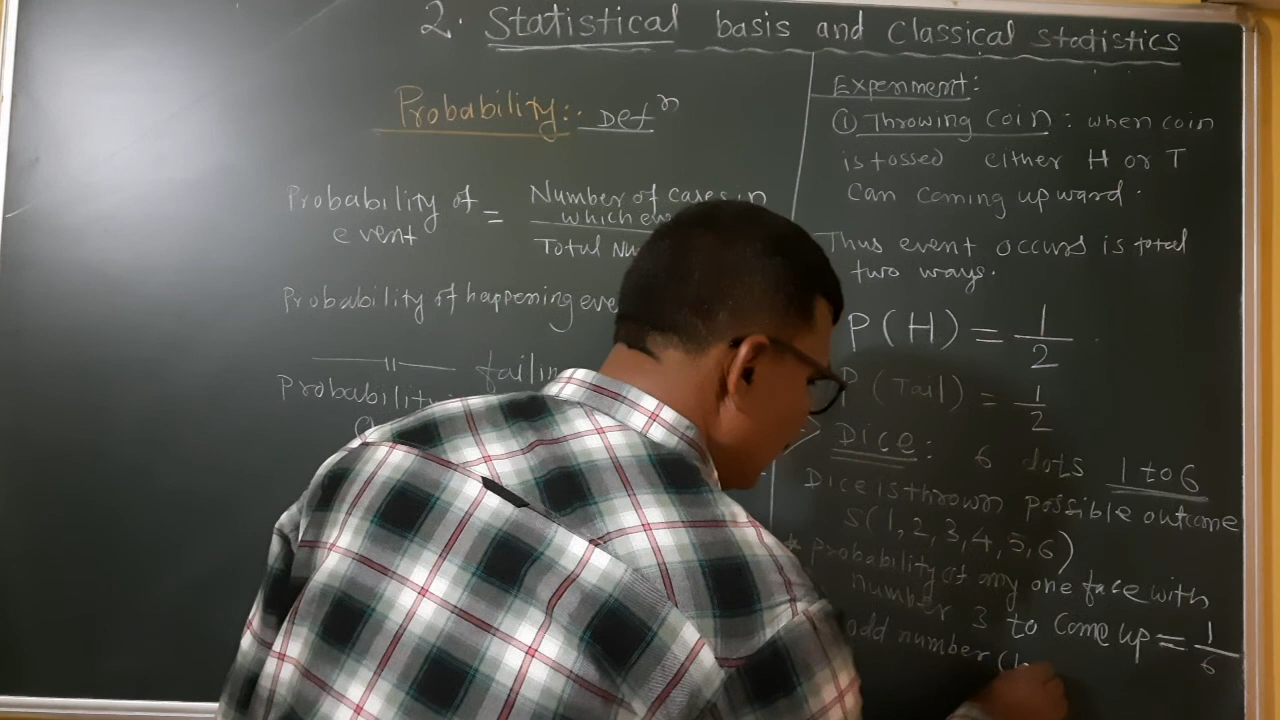 2. Statistical basis and Classical statistics
Probability: Defⁿ
Probability of event = Number of cases in
which
Total
Probability of happening
failin
Probability
Experiment:
① Throwing coin: when coin
is tossed either H or T
Can coming upward.
Thus event occurs is total
two ways.
P(H) = 1/2
P(Tail) = 1/2
Dice: 6 dots 1 to 6
Dice is thrown possible outcome
S(1,2,3,4,5,6)
* Probability of any one face with
number 3 to come up = 1/6
odd number (1